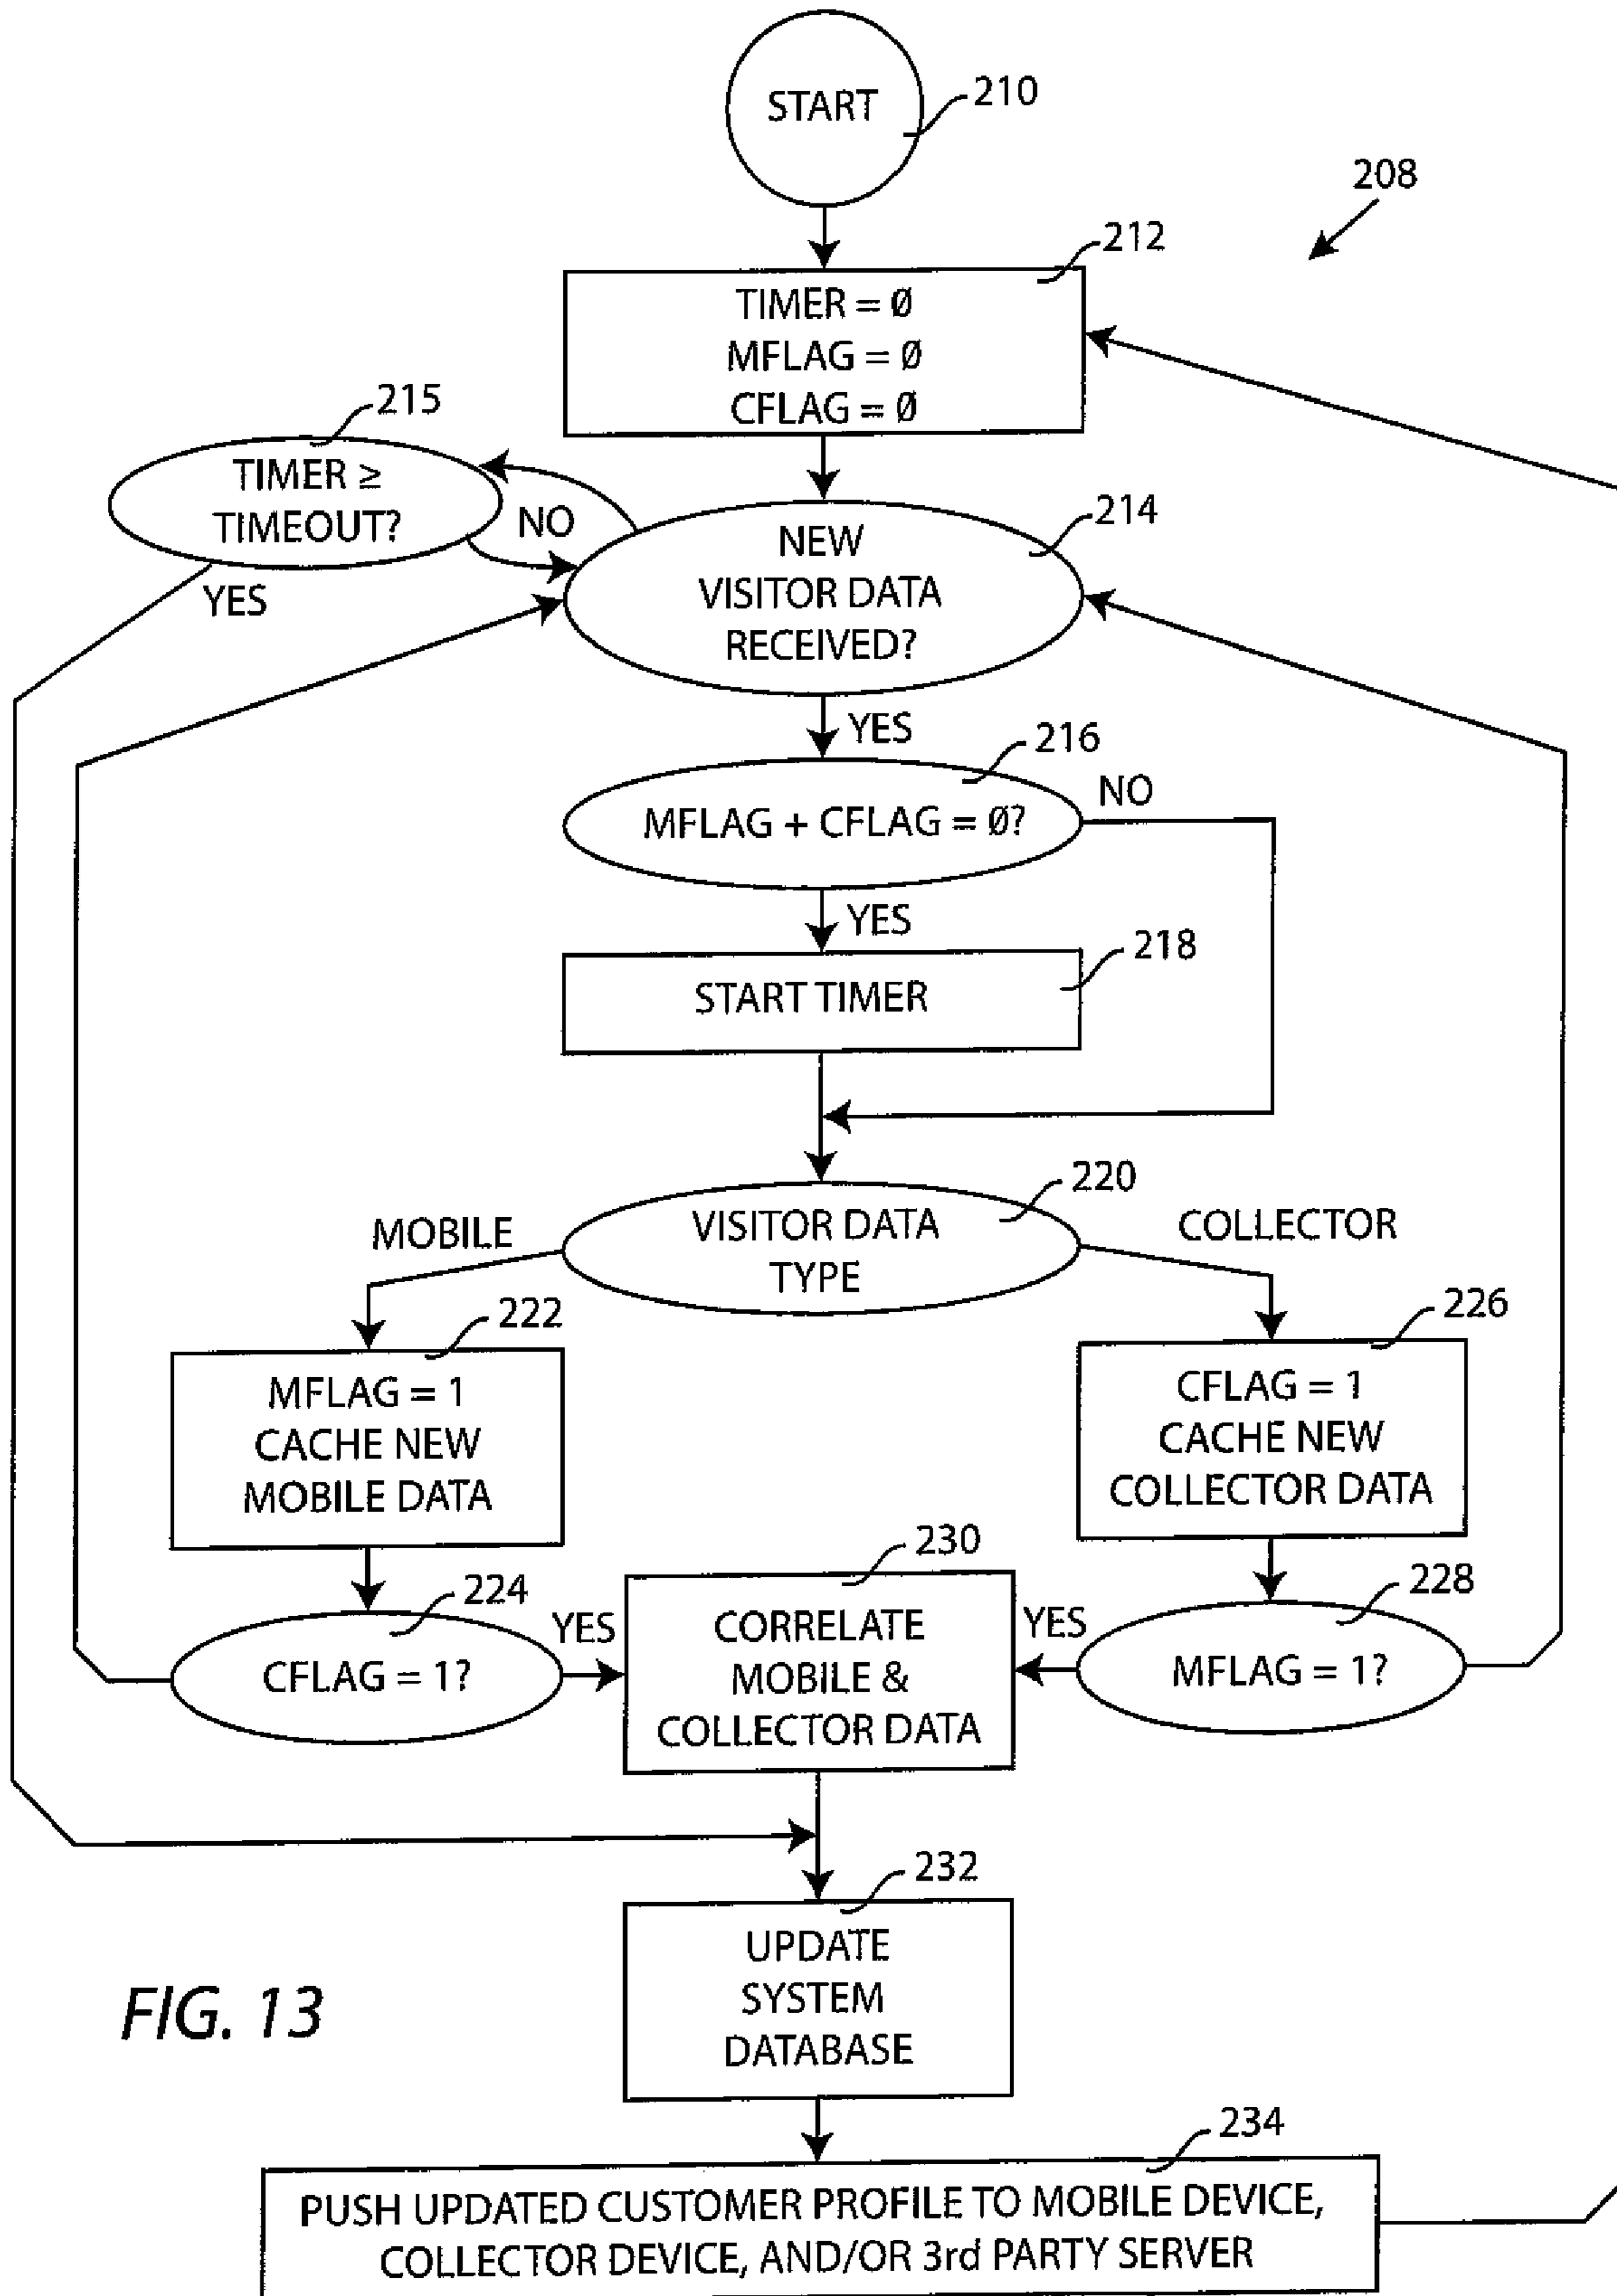 START
210
208
212
TIMER = Ø
MFLAG = Ø
CFLAG = Ø
215
TIMER ≥
TIMEOUT?
NO
YES
214
NEW
VISITOR DATA
RECEIVED?
YES
216
MFLAG + CFLAG = Ø?
NO
YES
218
START TIMER
220
VISITOR DATA
TYPE
MOBILE
COLLECTOR
222
MFLAG = 1
CACHE NEW
MOBILE DATA
226
CFLAG = 1
CACHE NEW
COLLECTOR DATA
224
CFLAG = 1?
YES
230
CORRELATE
MOBILE &
COLLECTOR DATA
YES
228
MFLAG = 1?
232
UPDATE
SYSTEM
DATABASE
FIG. 13
234
PUSH UPDATED CUSTOMER PROFILE TO MOBILE DEVICE,
COLLECTOR DEVICE, AND/OR 3rd PARTY SERVER